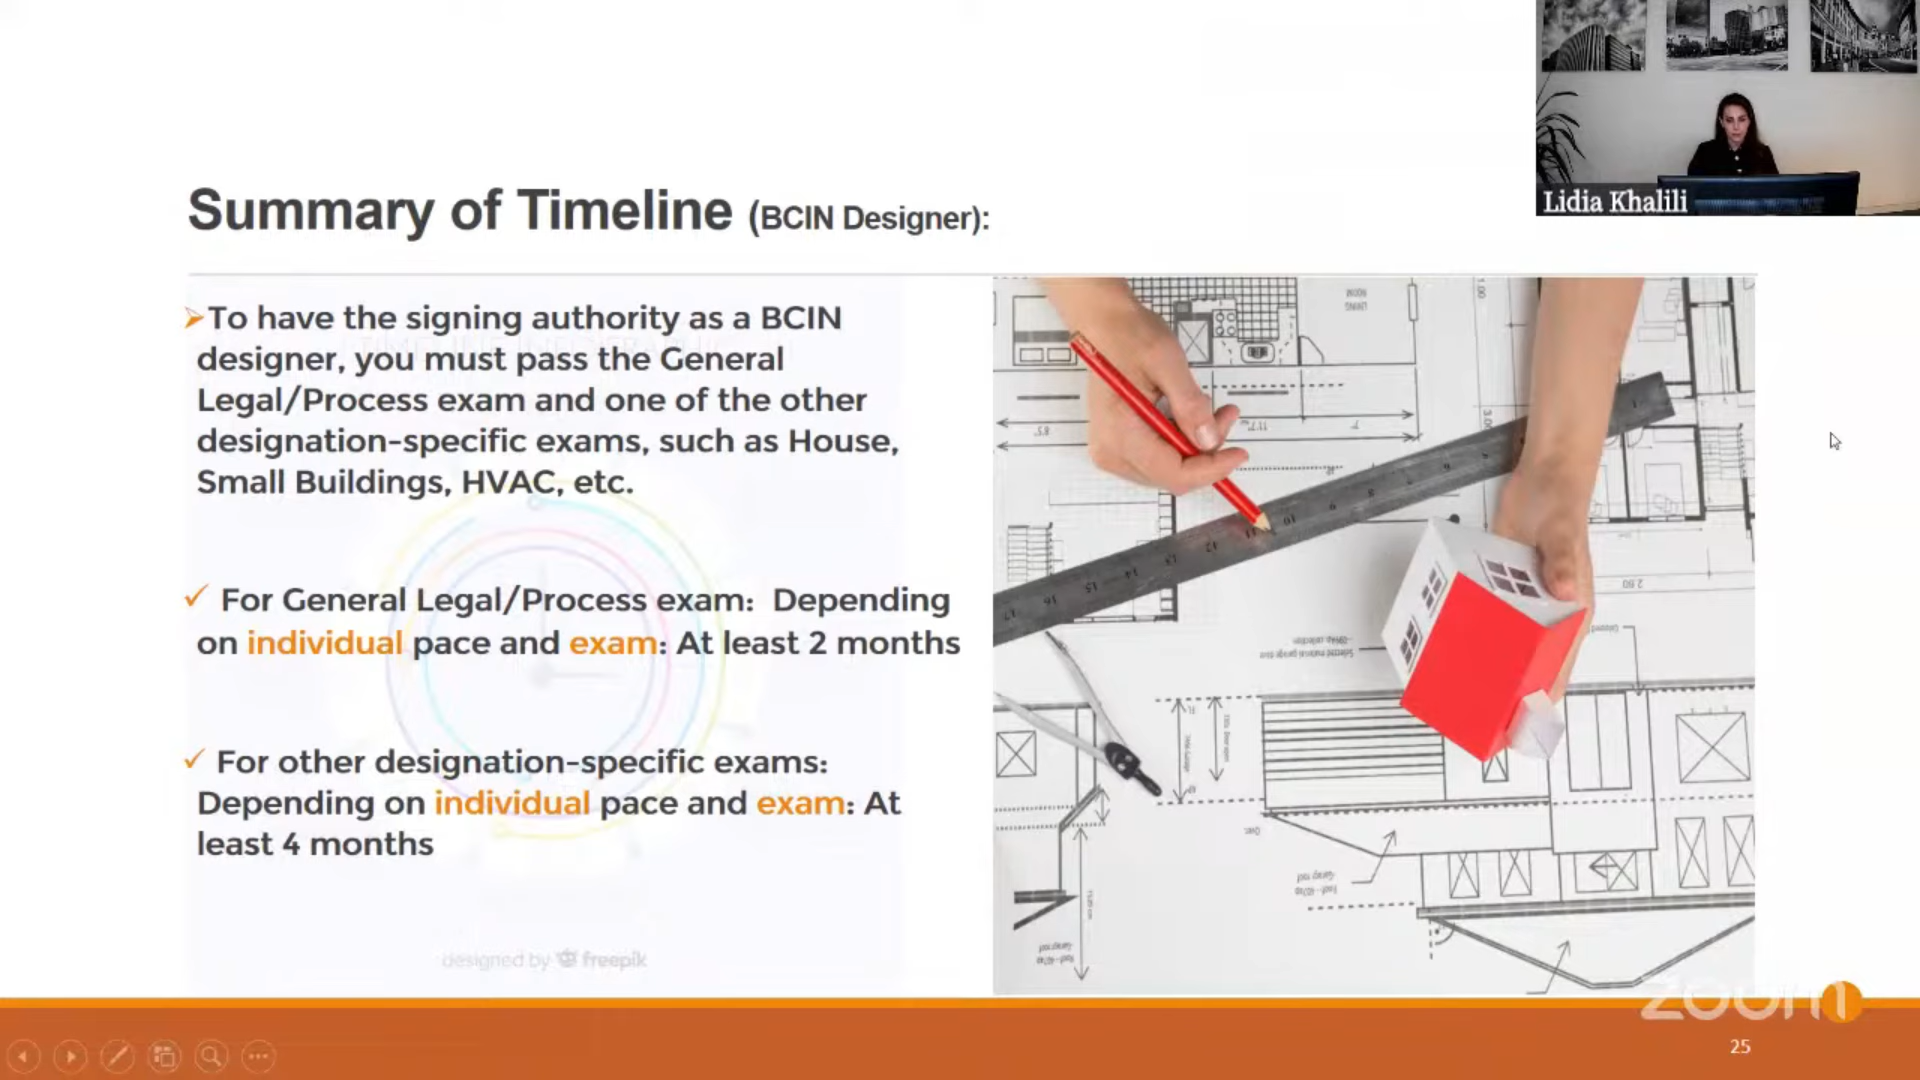 Lidia Khalili
Summary of Timeline (BCIN Designer):
➤To have the signing authority as a BCIN
designer, you must pass the General
Legal/Process exam and one of the other
designation-specific exams, such as House,
Small Buildings, HVAC, etc.
✓ For General Legal/Process exam: Depending
on individual pace and exam: At least 2 months
✓ For other designation-specific exams:
Depending on individual pace and exam: At
least 4 months
designed by freepik
zoom
25